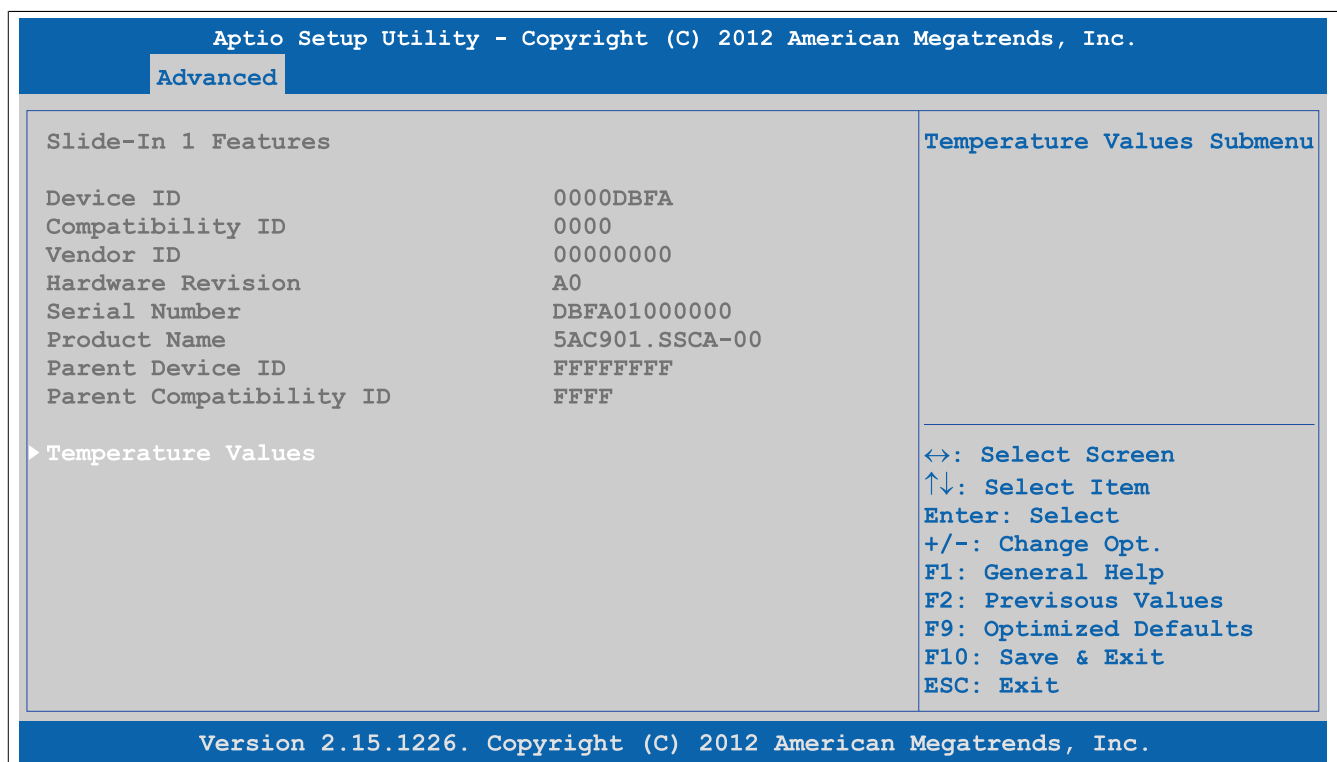 Aptio Setup Utility - Copyright (C) 2012 American Megatrends, Inc.
Advanced
Slide-In 1 Features
Device ID 0000DBFA
Compatibility ID 0000
Vendor ID 00000000
Hardware Revision A0
Serial Number DBFA01000000
Product Name 5AC901.SSCA-00
Parent Device ID FFFFFFFF
Parent Compatibility ID FFFF
Temperature Values
Temperature Values Submenu
↔: Select Screen
↑↓: Select Item
Enter: Select
+/-: Change Opt.
F1: General Help
F2: Previsous Values
F9: Optimized Defaults
F10: Save & Exit
ESC: Exit
Version 2.15.1226. Copyright (C) 2012 American Megatrends, Inc.